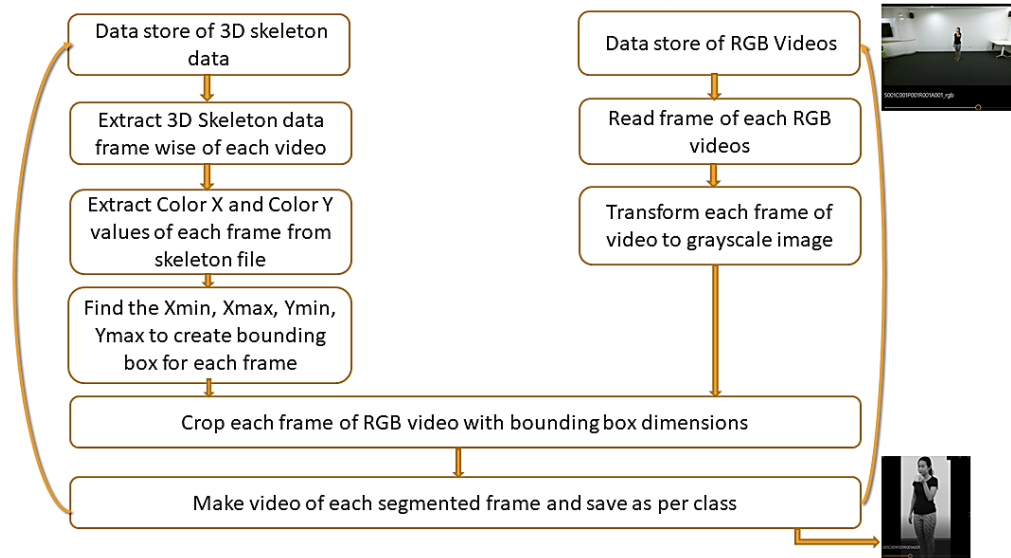 Data store of 3D skeleton
data
Extract 3D Skeleton data
frame wise of each video
Extract Color X and Color Y
values of each frame from
skeleton file
Find the Xmin, Xmax, Ymin,
Ymax to create bounding
box for each frame
Data store of RGB Videos
Read frame of each RGB
videos
Transform each frame of
video to grayscale image
Crop each frame of RGB video with bounding box dimensions
Make video of each segmented frame and save as per class
S001C001P001R001A001_rgb